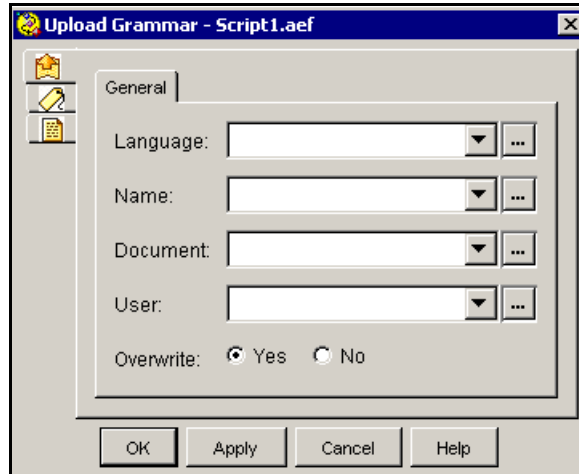 Upload Grammar - Script1.aef
General
Language:
...
Name:
...
Document:
...
User:
...
Overwrite: Yes No
OK Apply Cancel Help